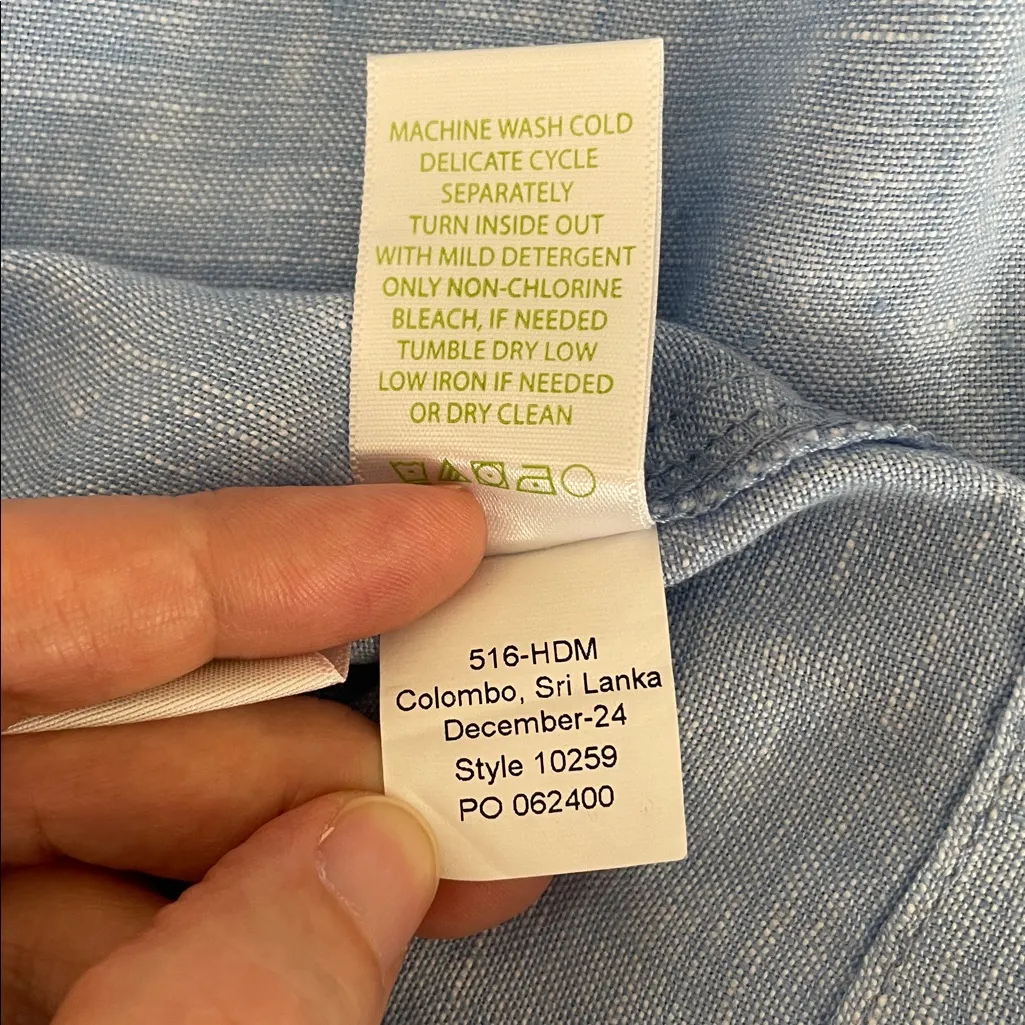 MACHINE WASH COLD
DELICATE CYCLE
SEPARATELY
TURN INSIDE OUT
WITH MILD DETERGENT
ONLY NON-CHLORINE
BLEACH, IF NEEDED
TUMBLE DRY LOW
LOW IRON IF NEEDED
OR DRY CLEAN
516-HDM
Colombo, Sri Lanka
December-24
Style 10259
PO 062400